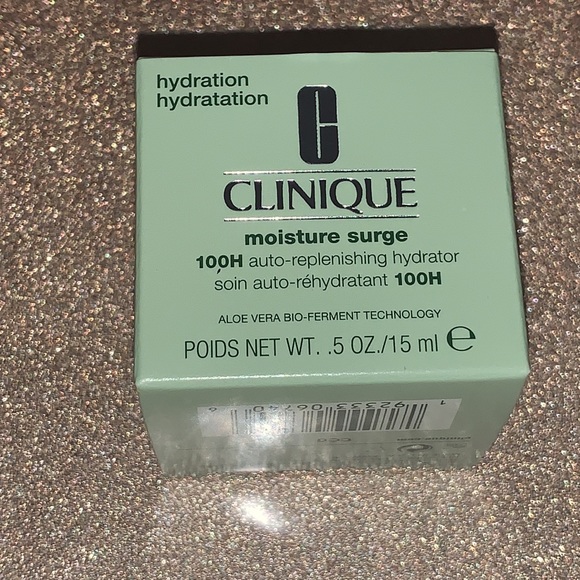 hydration
hydratation
C
CLINIQUE
moisture surge
100H auto-replenishing hydrator
soin auto-réhydratant 100H
ALOE VERA BIO-FERMENT TECHNOLOGY
POIDS NET WT. .5 OZ./15 ml e